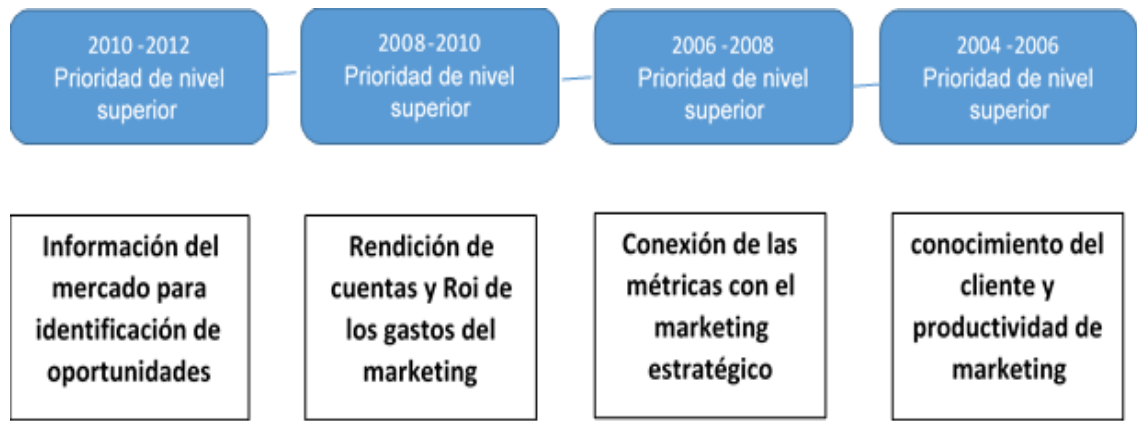 2010 -2012
Prioridad de nivel
superior
2008-2010
Prioridad de nivel
superior
2006 -2008
Prioridad de nivel
superior
2004 -2006
Prioridad de nivel
superior
Información del
mercado para
identificación de
oportunidades
Rendición de
cuentas y Roi de
los gastos del
marketing
Conexión de las
métricas con el
marketing
estratégico
conocimiento del
cliente y
productividad de
marketing